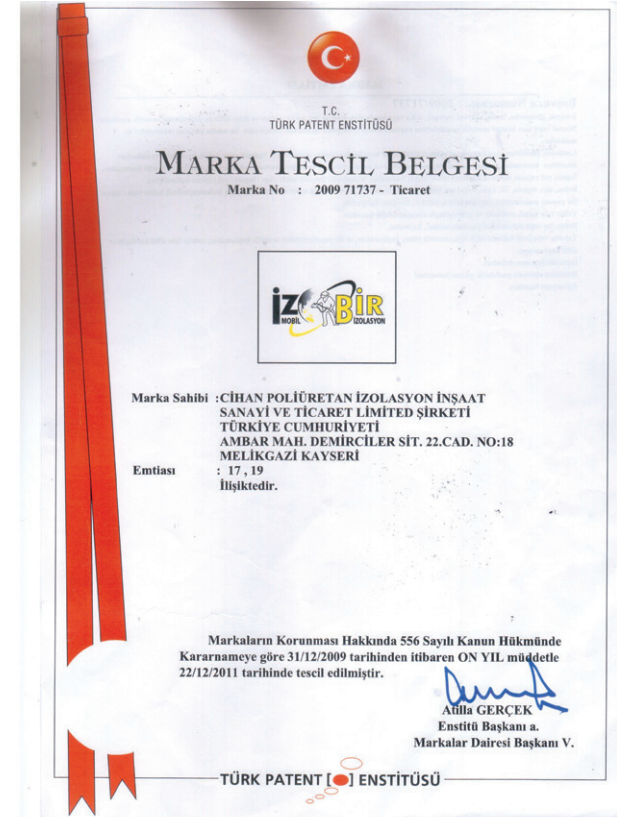 T.C.
TÜRK PATENT ENSTİTÜSÜ
MARKA TESCİL BELGESİ
Marka No : 2009 71737 - Ticaret
İZOBİR
MOBİL İZOLASYON
Marka Sahibi : CİHAN POLİÜRETAN İZOLASYON İNŞAAT
SANAYİ VE TİCARET LİMİTED ŞİRKETİ
TÜRKİYE CUMHURİYETİ
AMBAR MAH. DEMİRCİLER SİT. 22.CAD. NO:18
MELİKGAZİ KAYSERİ
Emtiası : 17 , 19
İlişiktedir.
Markaların Korunması Hakkında 556 Sayılı Kanun Hükmünde
Kararnameye göre 31/12/2009 tarihinden itibaren ON YIL müddetle
22/12/2011 tarihinde tescil edilmiştir.
Atilla GERÇEK
Enstitü Başkanı a.
Markalar Dairesi Başkanı V.
TÜRK PATENT [ ] ENSTİTÜSÜ